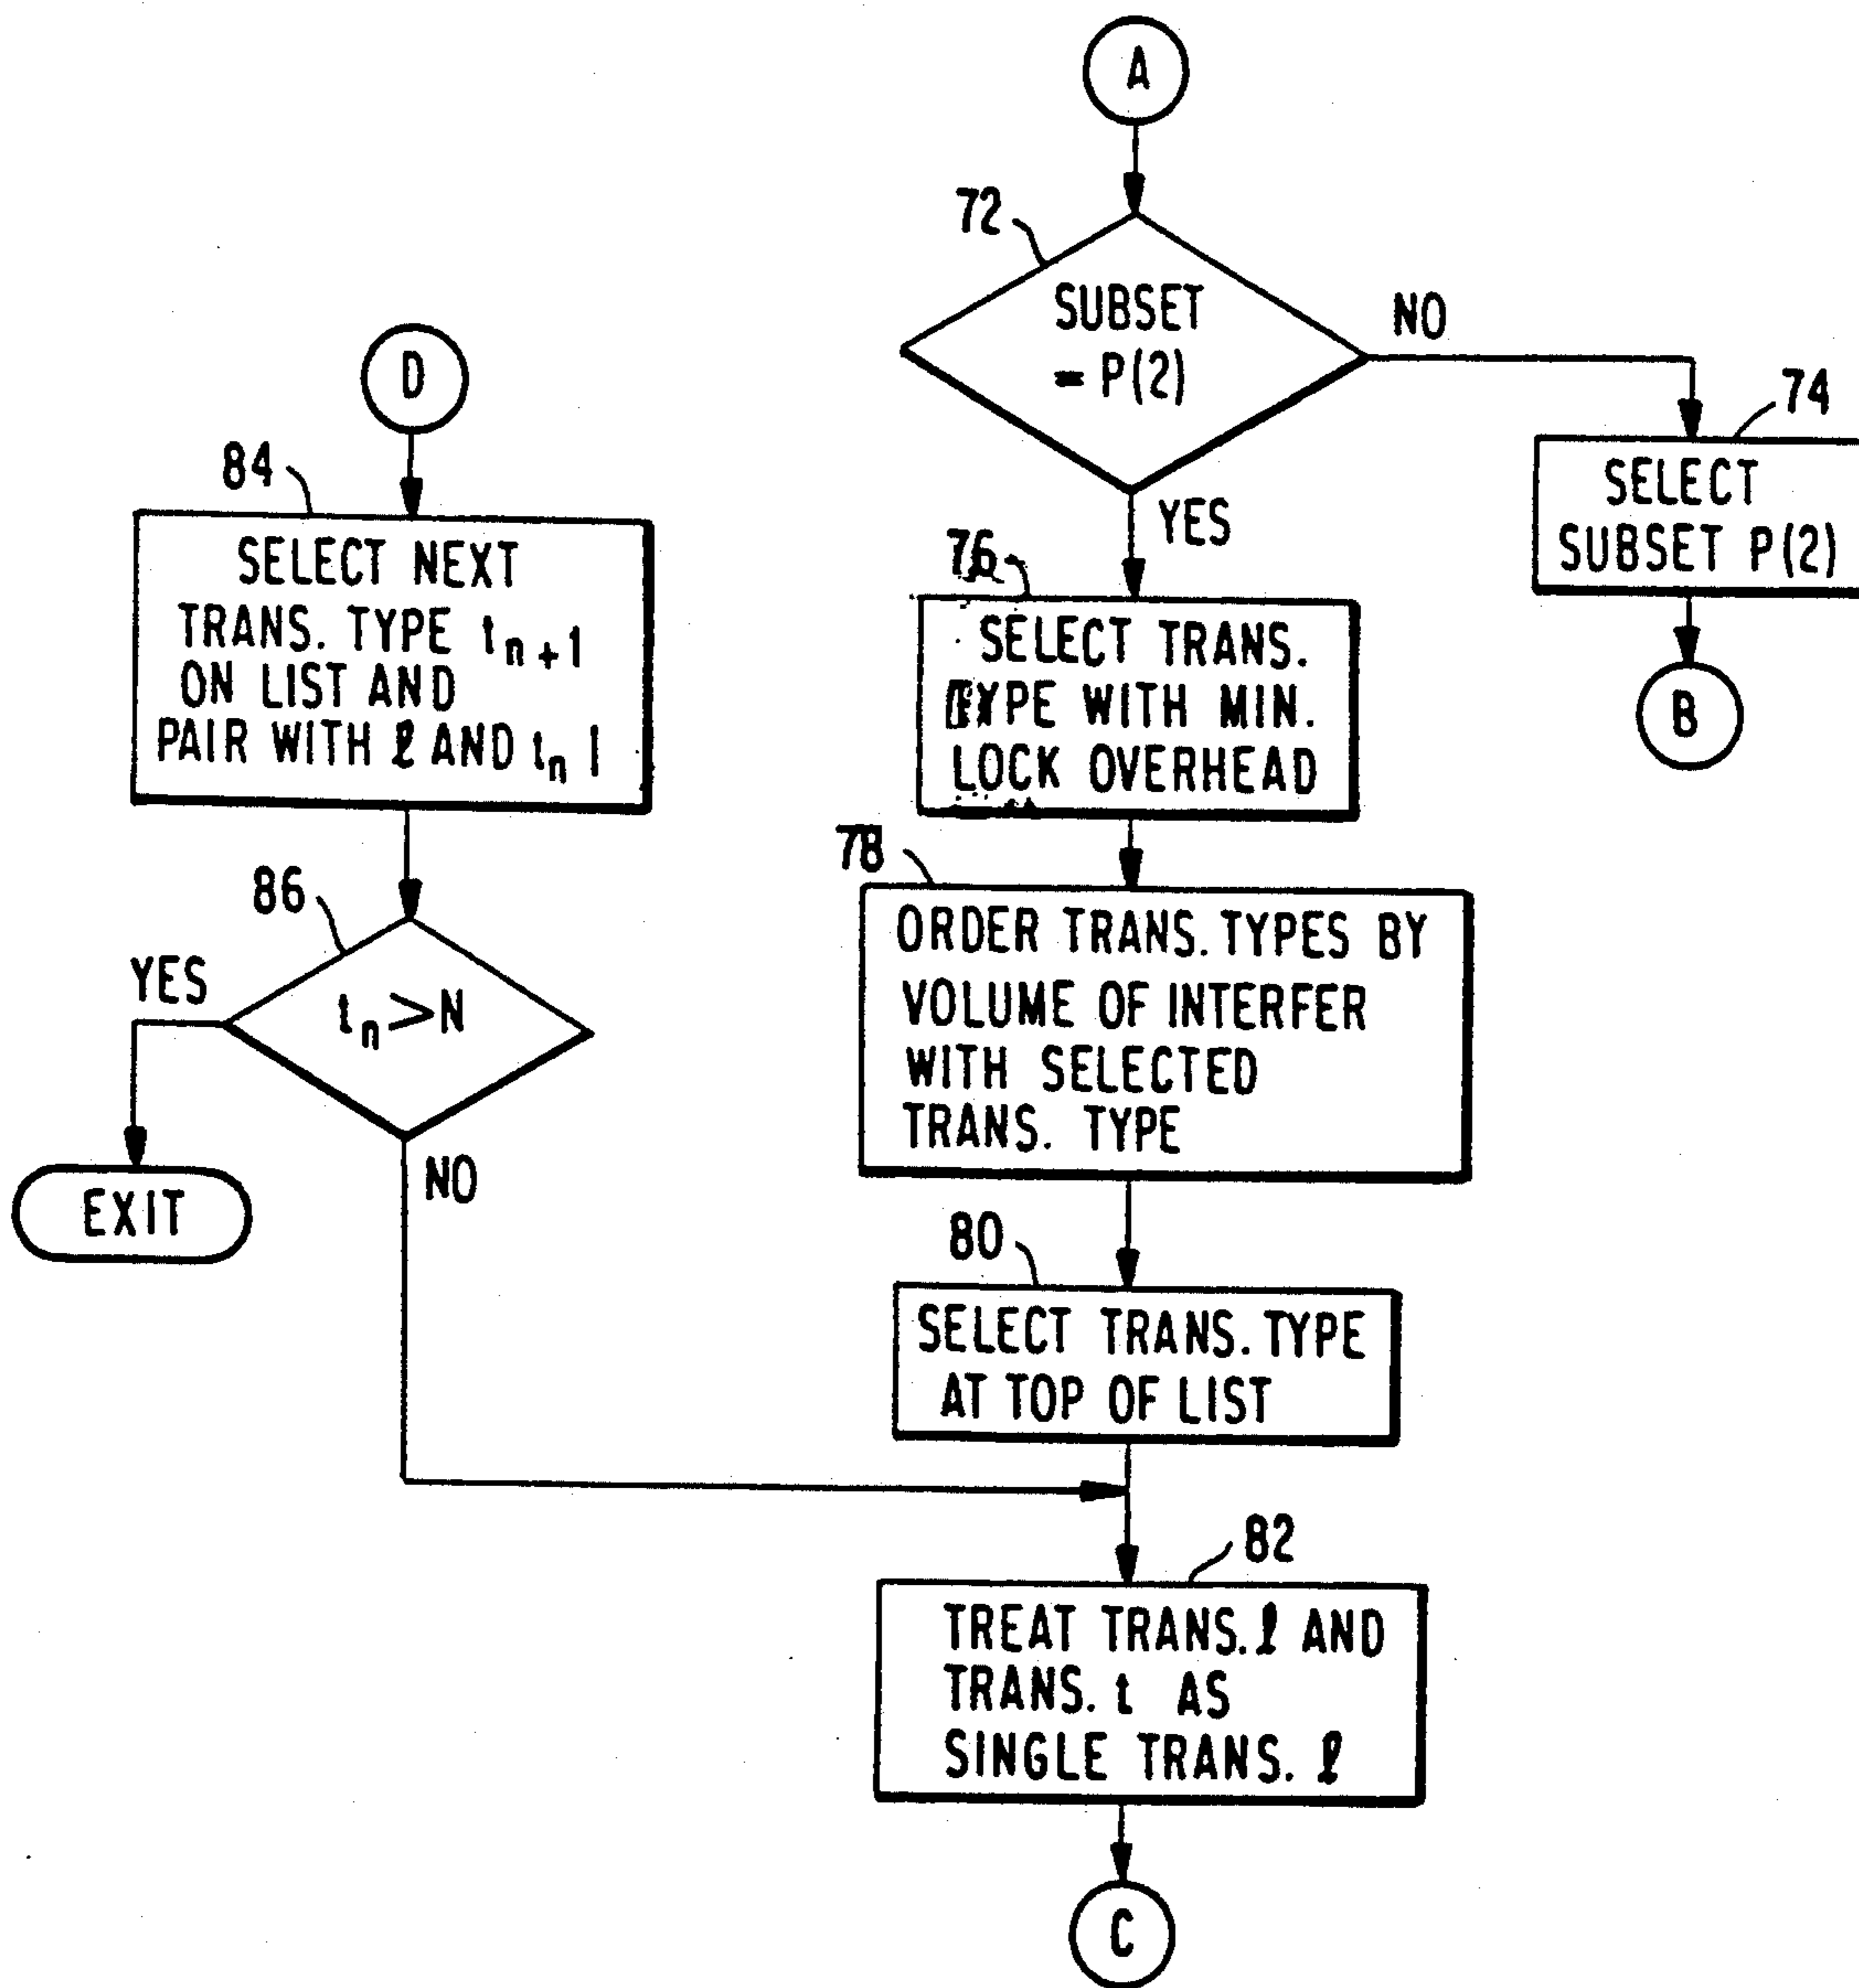 A
72
SUBSET
= P(2)
NO
74
SELECT
SUBSET P(2)
B
YES
76
SELECT TRANS.
TYPE WITH MIN.
LOCK OVERHEAD
78
ORDER TRANS. TYPES BY
VOLUME OF INTERFER
WITH SELECTED
TRANS. TYPE
80
SELECT TRANS. TYPE
AT TOP OF LIST
82
TREAT TRANS. ℓ AND
TRANS. t AS
SINGLE TRANS. ℓ
C
D
84
SELECT NEXT
TRANS. TYPE tₙ₊₁
ON LIST AND
PAIR WITH ℓ AND tₙ |
86
tₙ>N
YES
EXIT
NO